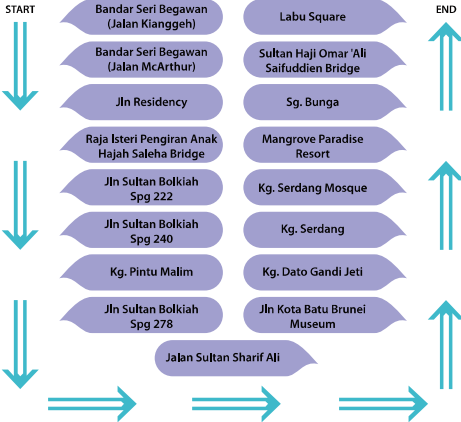 START
Bandar Seri Begawan
(Jalan Kianggeh)
Bandar Seri Begawan
(Jalan McArthur)
Jln Residency
Raja Isteri Pengiran Anak
Hajah Saleha Bridge
Jln Sultan Bolkiah
Spg 222
Jln Sultan Bolkiah
Spg 240
Kg. Pintu Malim
Jln Sultan Bolkiah
Spg 278
Jalan Sultan Sharif Ali
Jln Kota Batu Brunei
Museum
Kg. Dato Gandi Jeti
Kg. Serdang
Kg. Serdang Mosque
Mangrove Paradise
Resort
Sg. Bunga
Sultan Haji Omar 'Ali
Saifuddien Bridge
Labu Square
END